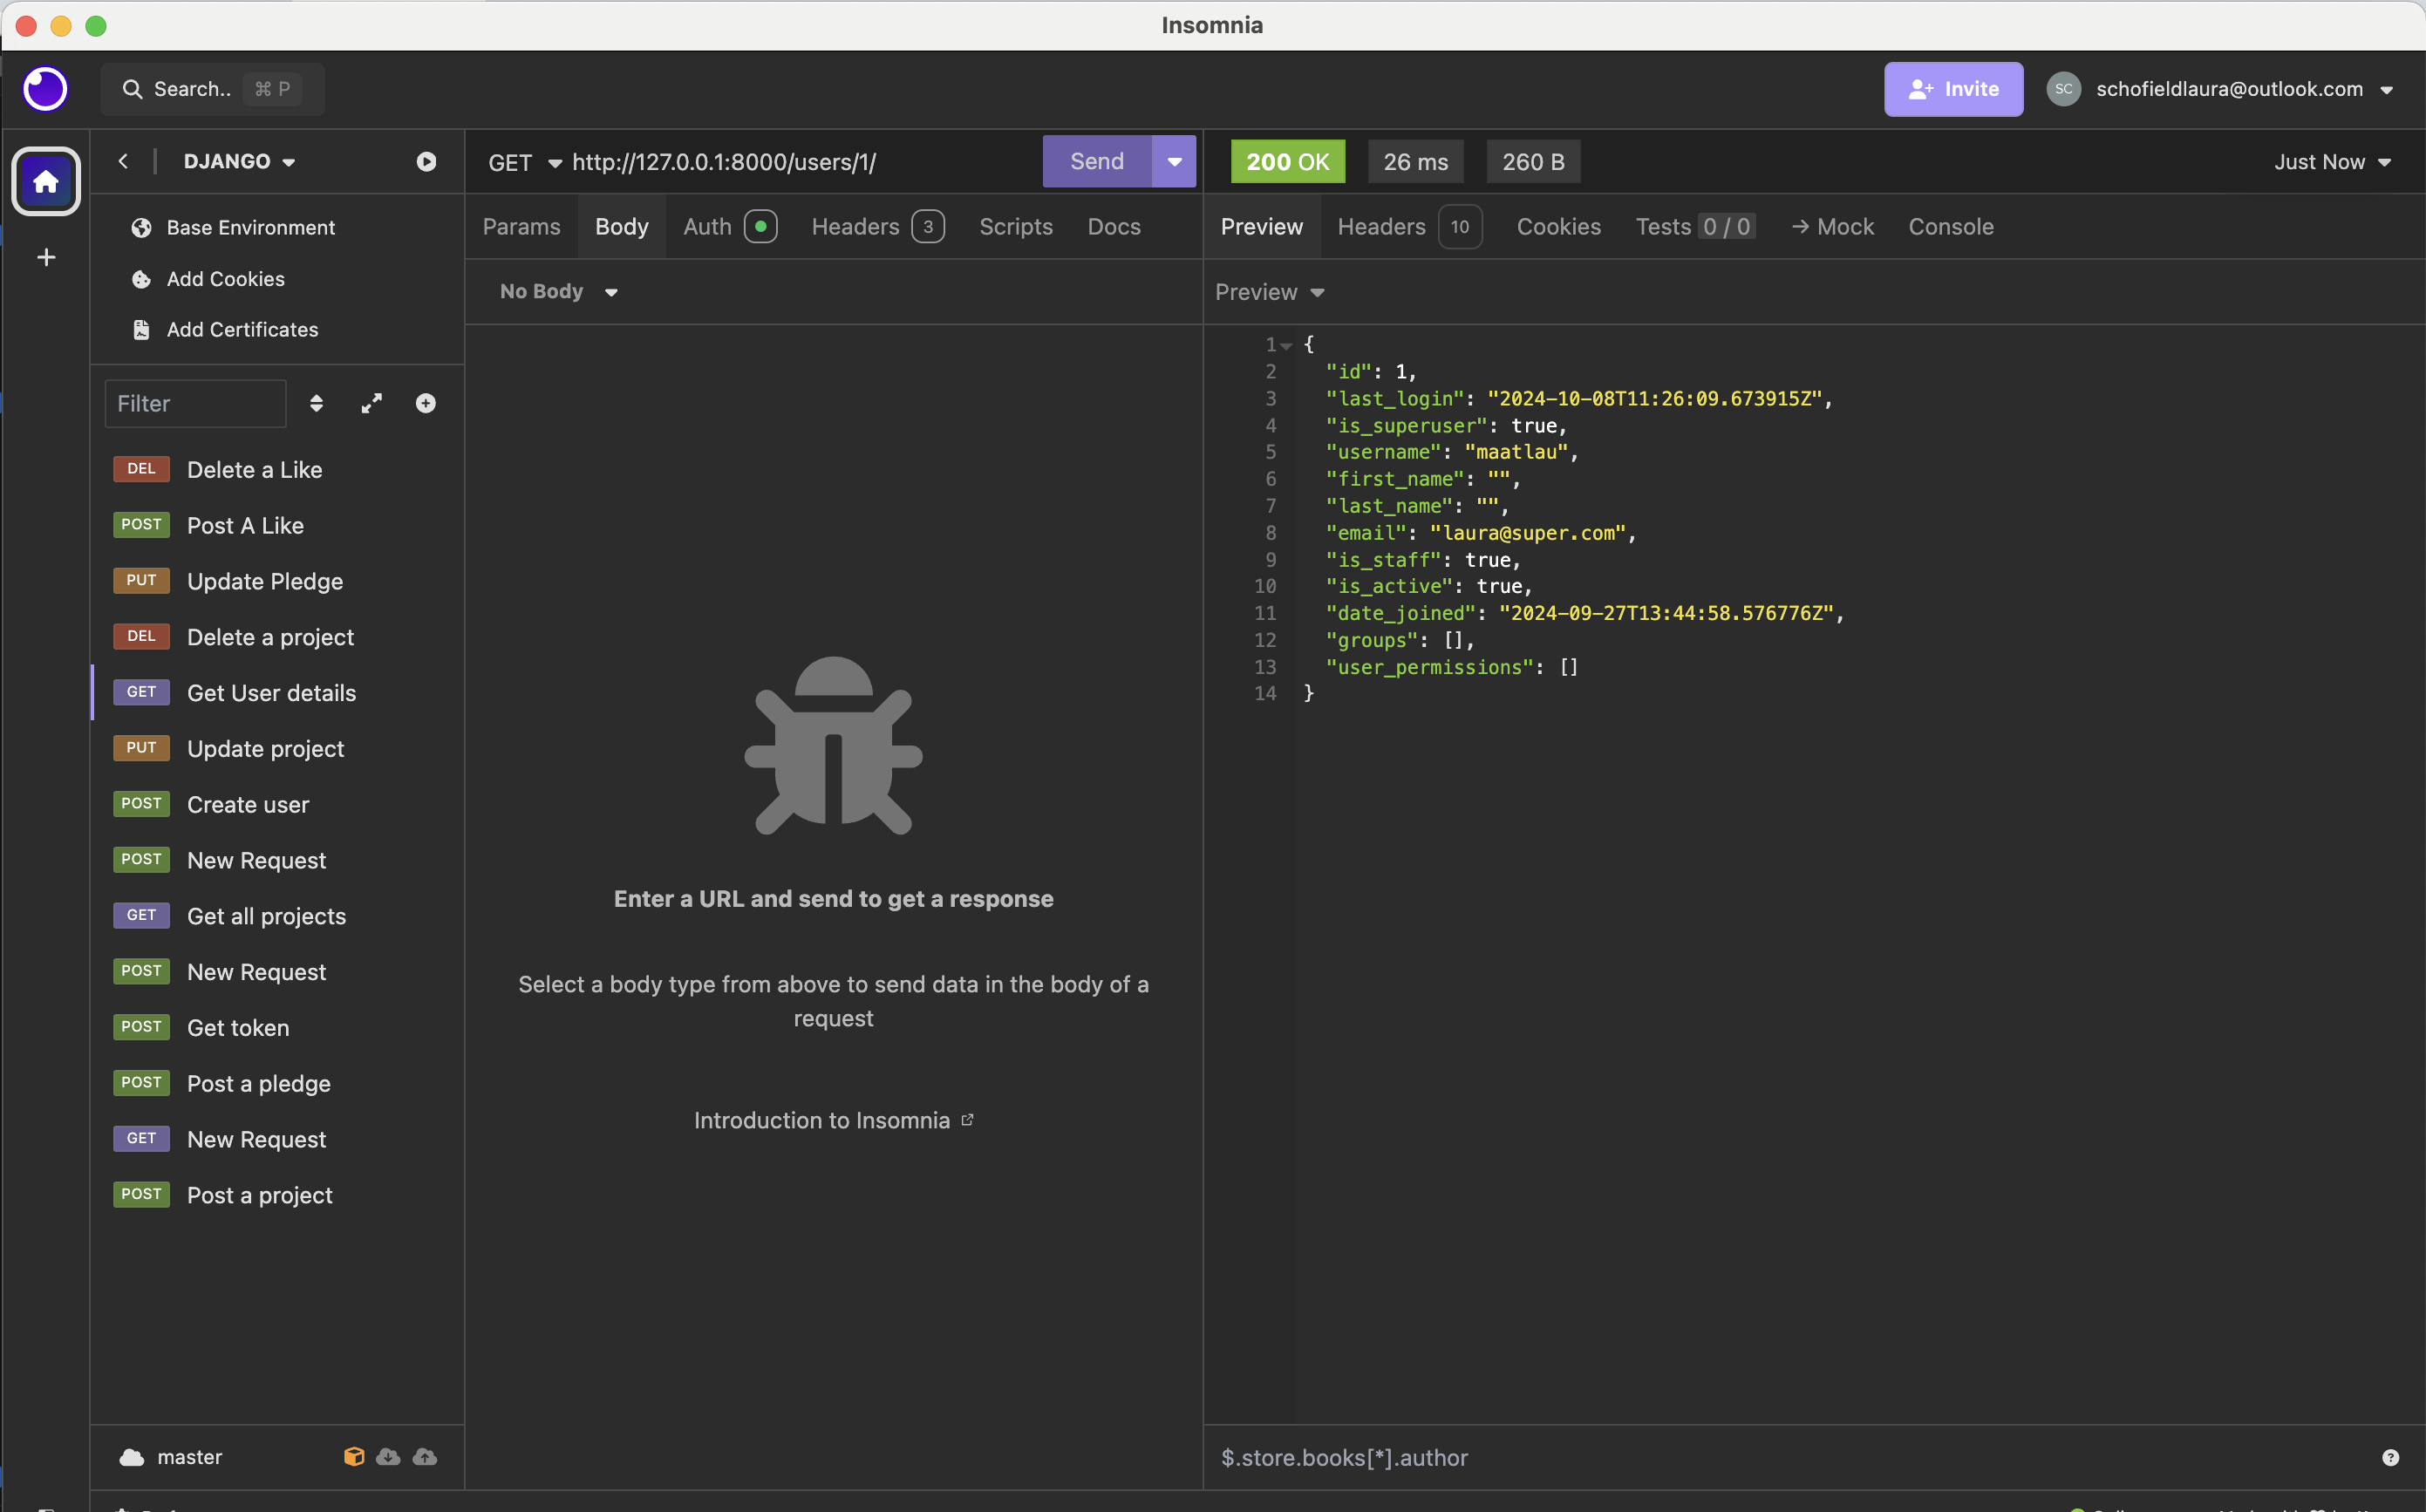 Insomnia
Search.. ⌘ P
Invite
SC schofieldlaura@outlook.com
DJANGO
Base Environment
Add Cookies
Add Certificates
Filter
DEL Delete a Like
POST Post A Like
PUT Update Pledge
DEL Delete a project
GET Get User details
PUT Update project
POST Create user
POST New Request
GET Get all projects
POST New Request
POST Get token
POST Post a pledge
GET New Request
POST Post a project
master
GET http://127.0.0.1:8000/users/1/ Send
Params Body Auth Headers 3 Scripts Docs
No Body
Enter a URL and send to get a response
Select a body type from above to send data in the body of a
request
Introduction to Insomnia
200 OK 26 ms 260 B Just Now
Preview Headers 10 Cookies Tests 0 / 0 → Mock Console
Preview
1 {
2 "id": 1,
3 "last_login": "2024-10-08T11:26:09.673915Z",
4 "is_superuser": true,
5 "username": "maatlau",
6 "first_name": "",
7 "last_name": "",
8 "email": "laura@super.com",
9 "is_staff": true,
10 "is_active": true,
11 "date_joined": "2024-09-27T13:44:58.576776Z",
12 "groups": [],
13 "user_permissions": []
14 }
$.store.books[*].author